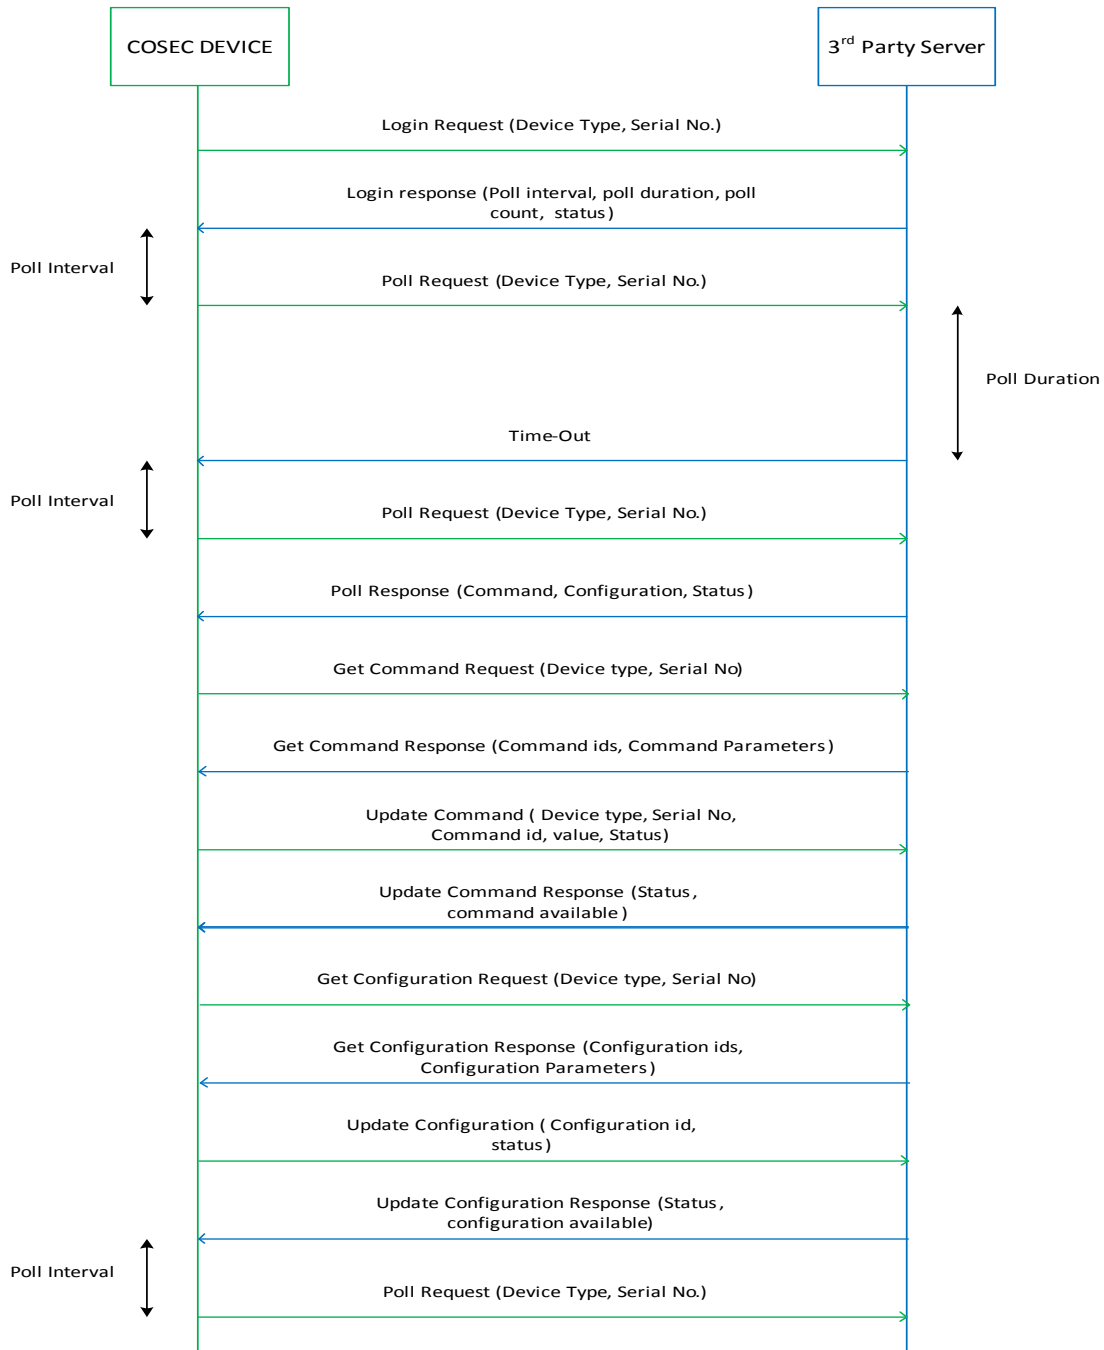 COSEC DEVICE
3rd Party Server
Login Request (Device Type, Serial No.)
Login response (Poll interval, poll duration, poll
count, status)
Poll Interval
Poll Request (Device Type, Serial No.)
Poll Duration
Time-Out
Poll Interval
Poll Request (Device Type, Serial No.)
Poll Response (Command, Configuration, Status)
Get Command Request (Device type, Serial No)
Get Command Response (Command ids, Command Parameters)
Update Command ( Device type, Serial No,
Command id, value, Status)
Update Command Response (Status,
command available)
Get Configuration Request (Device type, Serial No)
Get Configuration Response (Configuration ids,
Configuration Parameters)
Update Configuration ( Configuration id,
status)
Update Configuration Response (Status,
configuration available)
Poll Interval
Poll Request (Device Type, Serial No.)